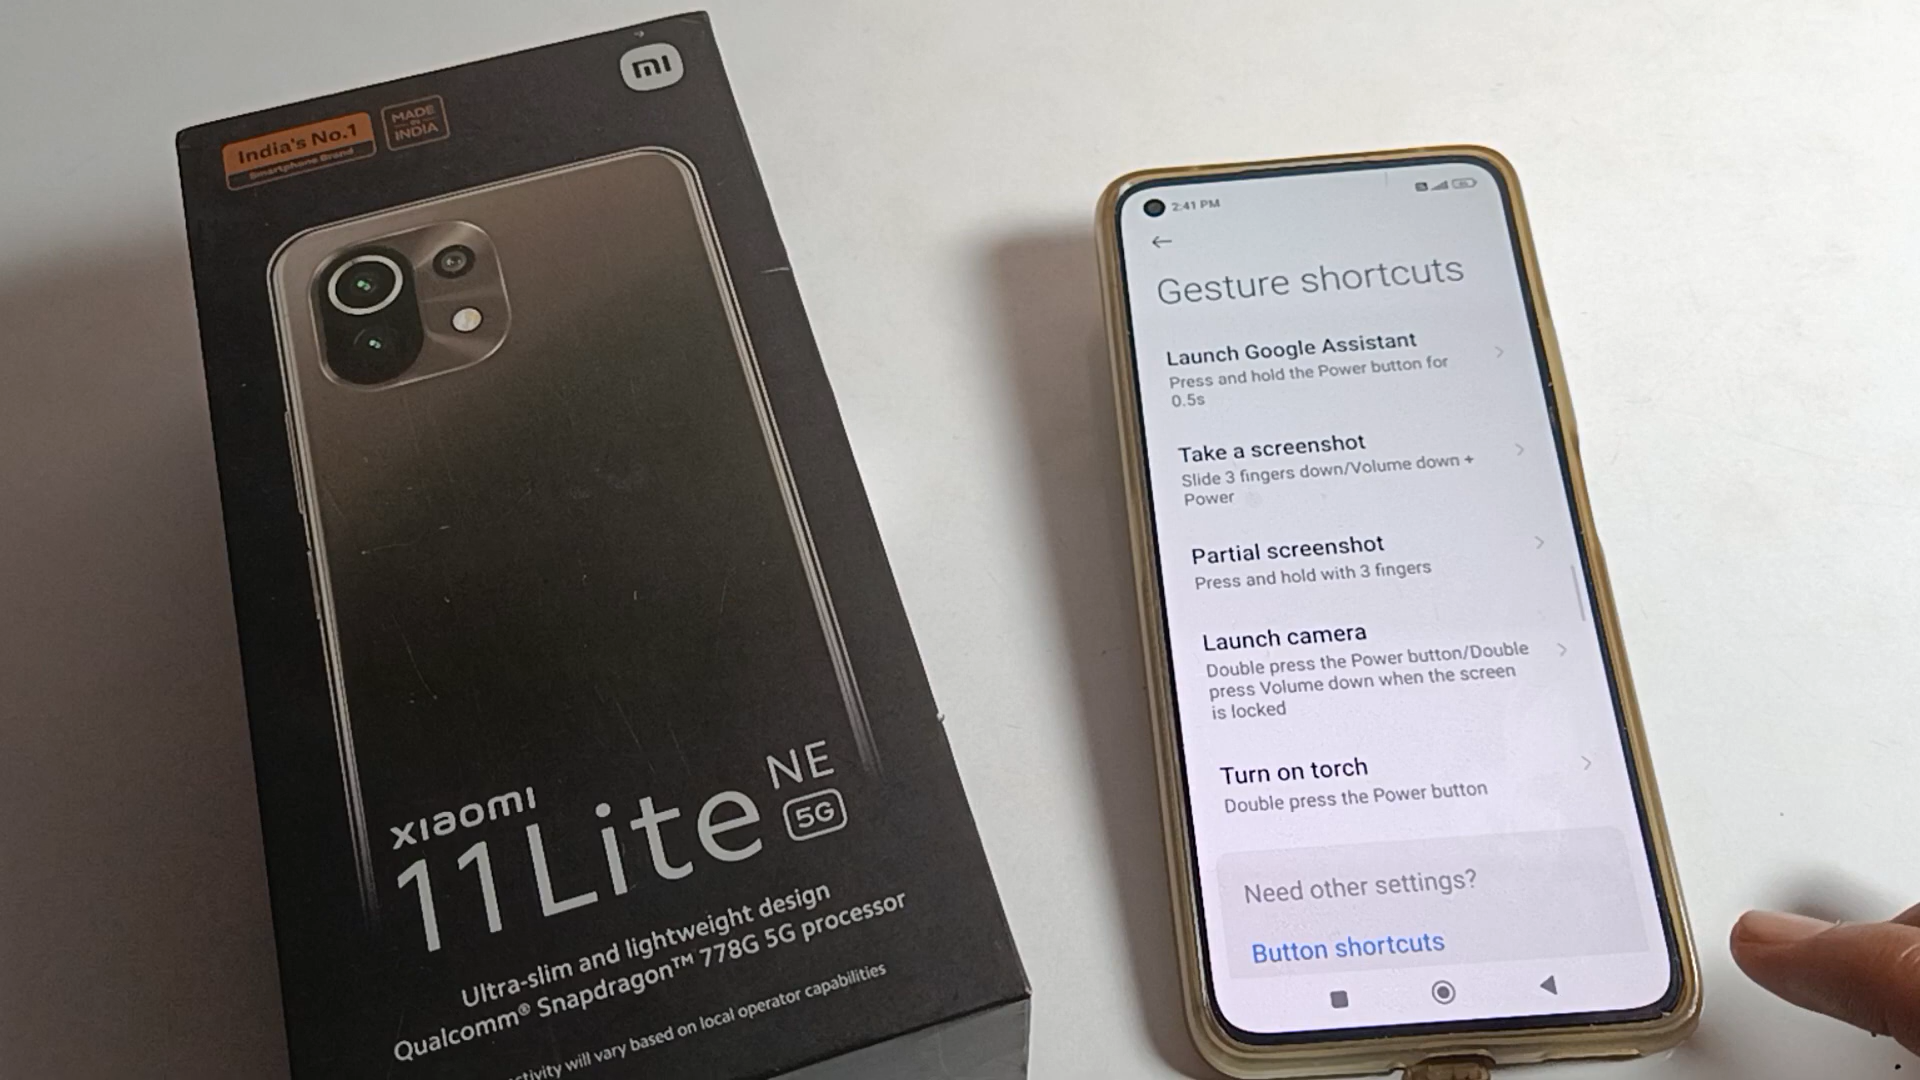 mi
India's No.1
Smartphone Brand
MADE
IN
INDIA
xiaomi
11 Lite NE
5G
Ultra-slim and lightweight design
Qualcomm® Snapdragon™ 778G 5G processor
will vary based on local operator capabilities
2:41 PM
Gesture shortcuts
Launch Google Assistant
Press and hold the Power button for
0.5s
Take a screenshot
Slide 3 fingers down/Volume down +
Power
Partial screenshot
Press and hold with 3 fingers
Launch camera
Double press the Power button/Double
press Volume down when the screen
is locked
Turn on torch
Double press the Power button
Need other settings?
Button shortcuts